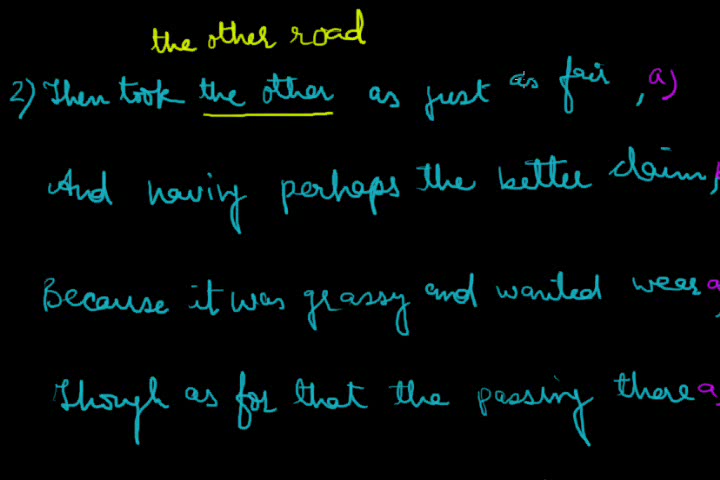 the other road
2) Then took the other as just as fair, a)
And having perhaps the better claim,
Because it was grassy and wanted wear a
Though as for that the passing there a